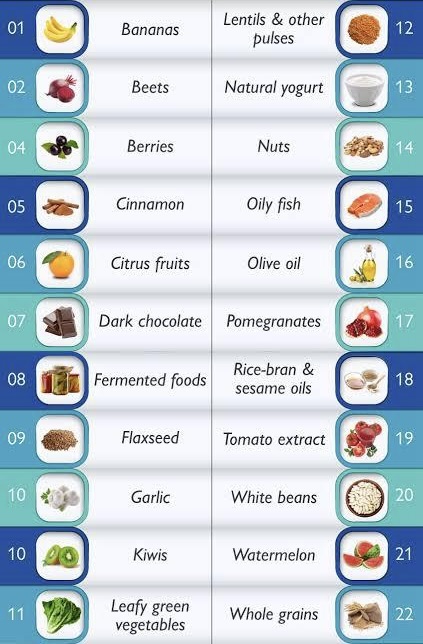 01 Bananas Lentils & other 12
pulses
02 Beets Natural yogurt 13
04 Berries Nuts 14
05 Cinnamon Oily fish 15
06 Citrus fruits Olive oil 16
07 Dark chocolate Pomegranates 17
08 Fermented foods Rice-bran & 18
sesame oils
09 Flaxseed Tomato extract 19
10 Garlic White beans 20
10 Kiwis Watermelon 21
11 Leafy green Whole grains 22
vegetables